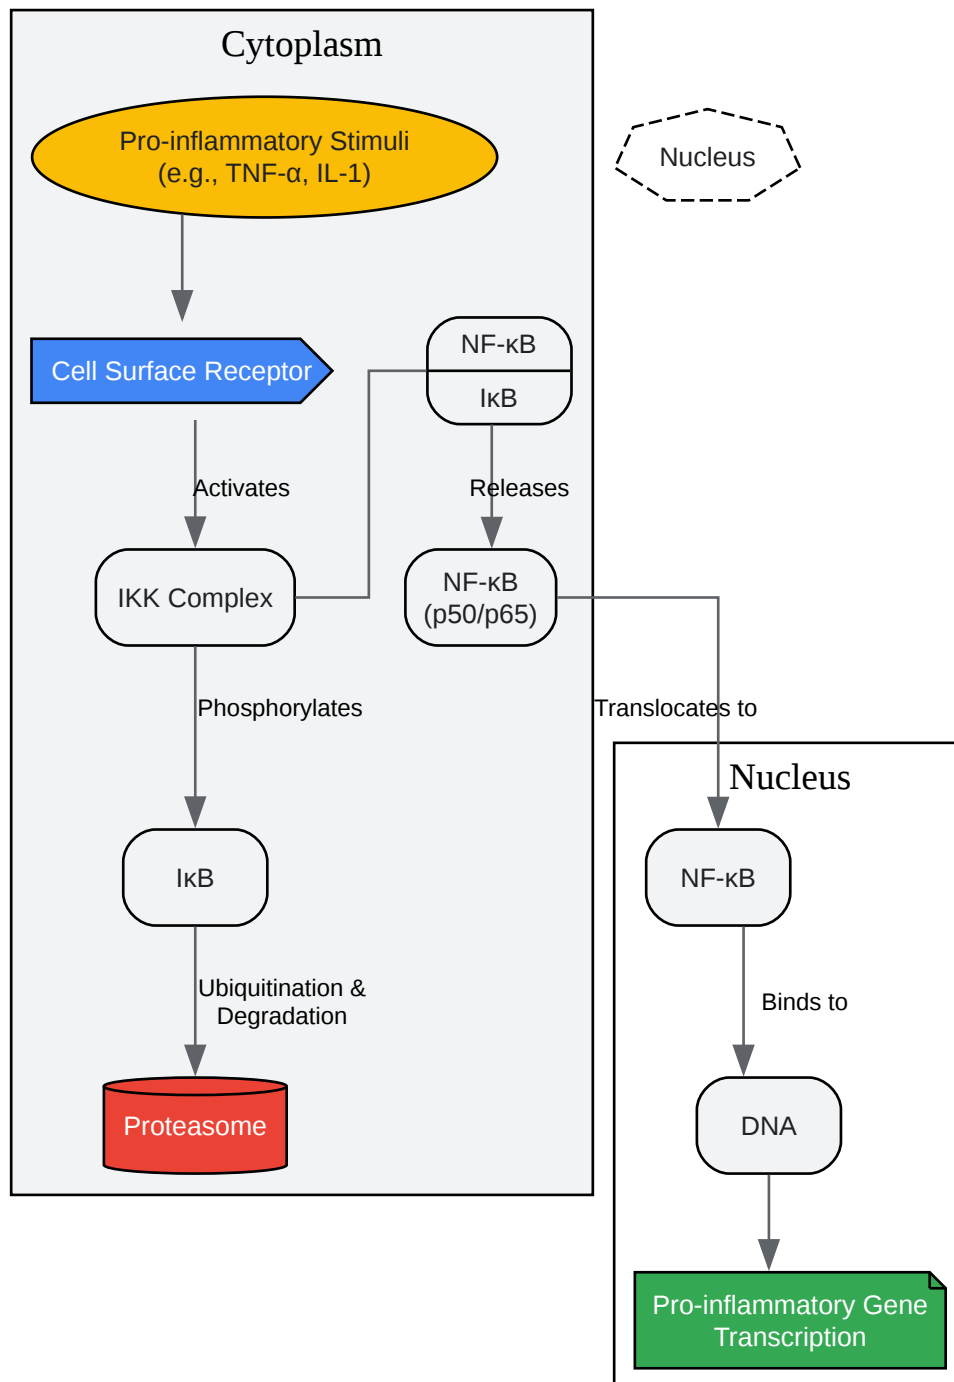 Cytoplasm
Pro-inflammatory Stimuli
(e.g., TNF-α, IL-1)
Nucleus
Cell Surface Receptor
NF-κB
IκB
Activates
Releases
IKK Complex
NF-κB
(p50/p65)
Phosphorylates
Translocates to
Nucleus
IκB
NF-κB
Ubiquitination &
Degradation
Binds to
Proteasome
DNA
Pro-inflammatory Gene
Transcription